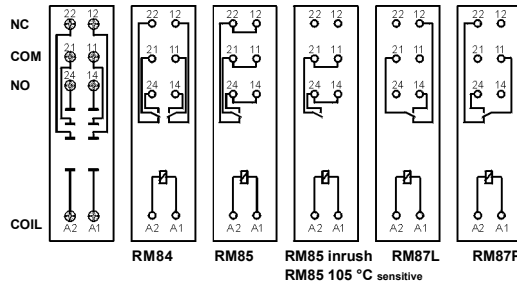 22 12 22 12 22 12 22 12 22 12 22 12
NC
COM
21 11 21 11 21 11 21 11 21 11 21 11
NO
24 14 24 14 24 14 24 14 24 14 24 14
COIL
A2 A1 A2 A1 A2 A1 A2 A1 A2 A1 A2 A1
RM84 RM85 RM85 inrush RM87L RM87P
RM85 105 °C sensitive